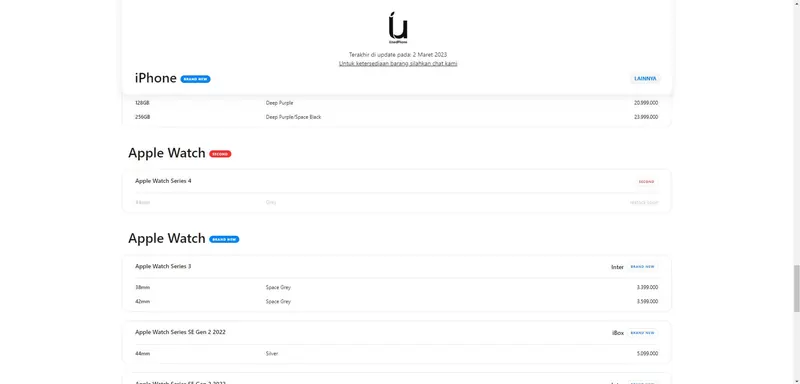 Terakhir di update pada: 2 Maret 2023
Untuk ketersediaan barang silahkan chat kami
iPhone BRAND NEW LAINNYA
128GB Deep Purple 20.999.000
256GB Deep Purple/Space Black 23.999.000
Apple Watch SECOND
Apple Watch Series 4 SECOND
44mm Grey
Apple Watch BRAND NEW
Apple Watch Series 3 Inter BRAND NEW
38mm Space Grey 3.399.000
42mm Space Grey 3.599.000
Apple Watch Series SE Gen 2 2022 iBox BRAND NEW
44mm Silver 5.099.000